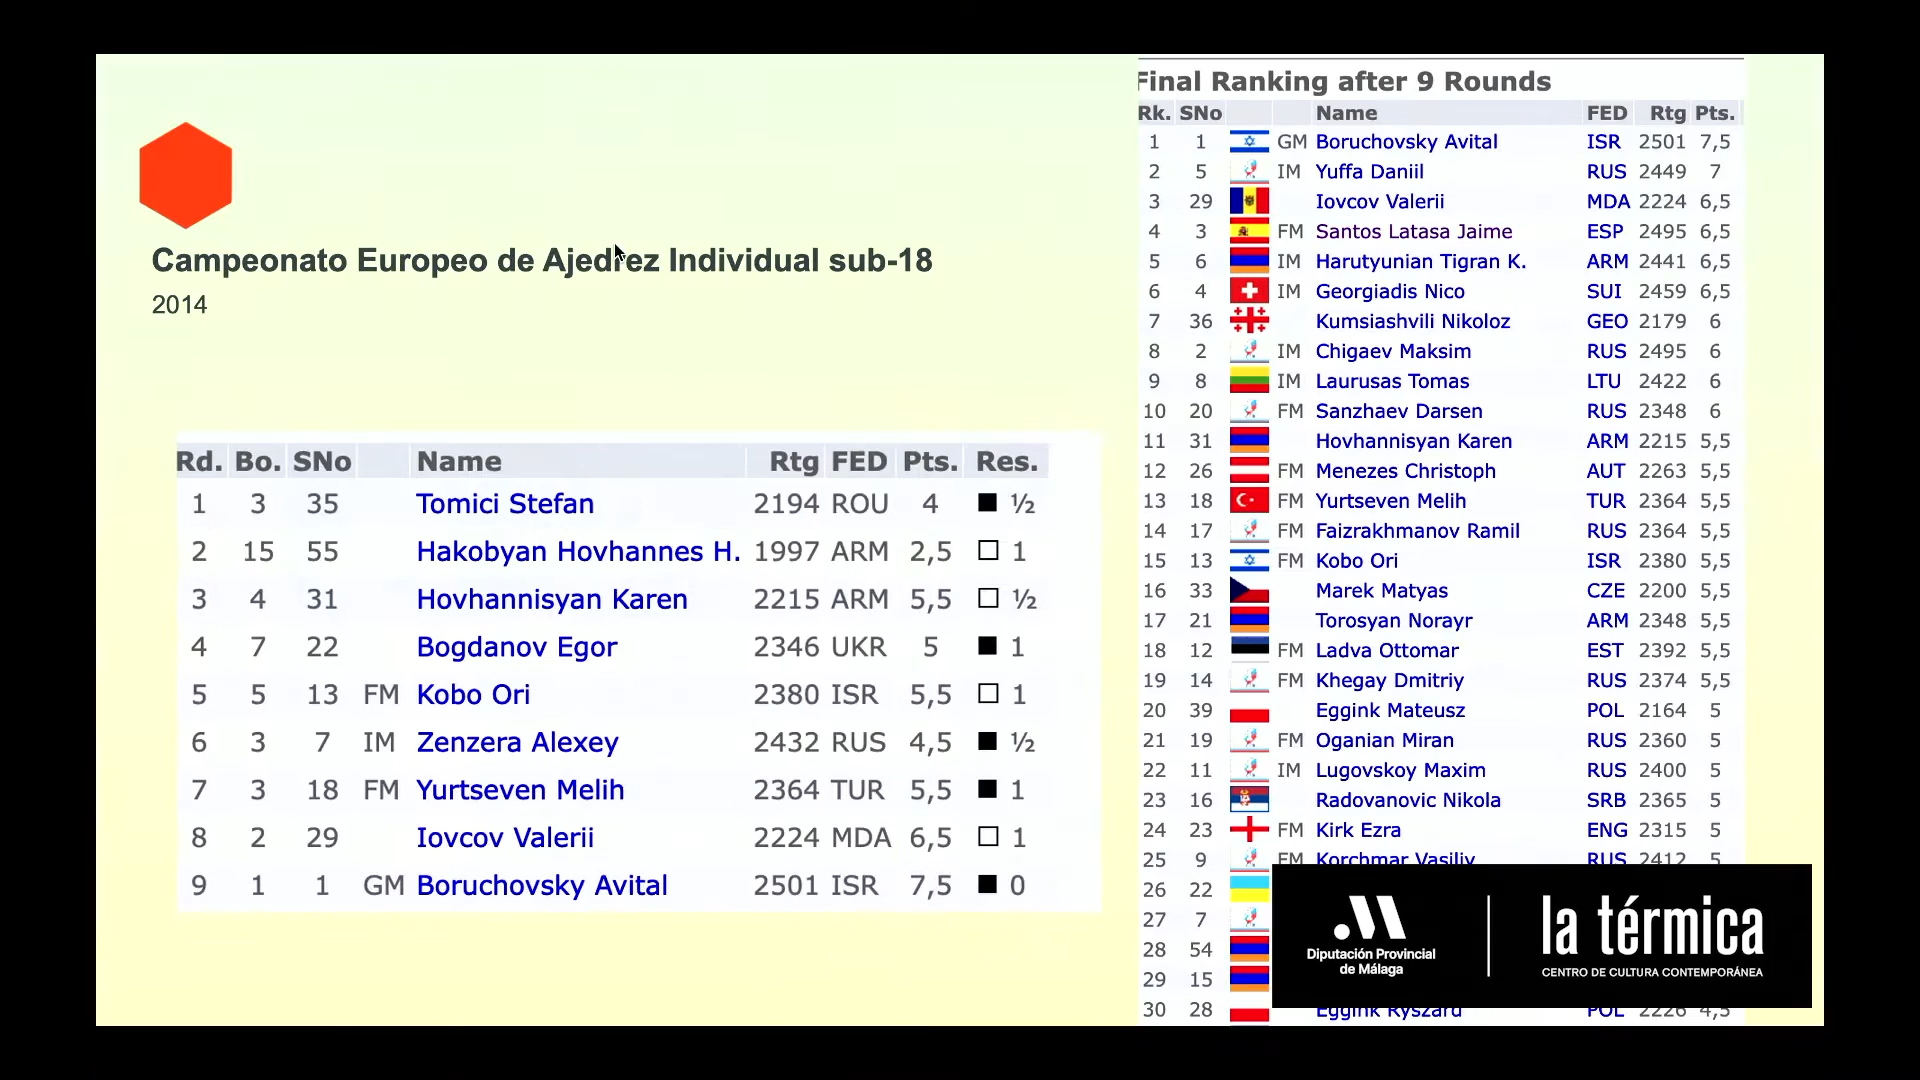 Campeonato Europeo de Ajedrez Individual sub-18
2014
Rd. Bo. SNo Name Rtg FED Pts. Res.
1 3 35 Tomici Stefan 2194 ROU 4 ■ ½
2 15 55 Hakobyan Hovhannes H. 1997 ARM 2,5 □ 1
3 4 31 Hovhannisyan Karen 2215 ARM 5,5 □ ½
4 7 22 Bogdanov Egor 2346 UKR 5 ■ 1
5 5 13 FM Kobo Ori 2380 ISR 5,5 □ 1
6 3 7 IM Zenzera Alexey 2432 RUS 4,5 ■ ½
7 3 18 FM Yurtseven Melih 2364 TUR 5,5 ■ 1
8 2 29 Iovcov Valerii 2224 MDA 6,5 □ 1
9 1 1 GM Boruchovsky Avital 2501 ISR 7,5 ■ 0
Final Ranking after 9 Rounds
Rk. SNo Name FED Rtg Pts.
1 1 GM Boruchovsky Avital ISR 2501 7,5
2 5 IM Yuffa Daniil RUS 2449 7
3 29 Iovcov Valerii MDA 2224 6,5
4 3 FM Santos Latasa Jaime ESP 2495 6,5
5 6 IM Harutyunian Tigran K. ARM 2441 6,5
6 4 IM Georgiadis Nico SUI 2459 6,5
7 36 Kumsiashvili Nikoloz GEO 2179 6
8 2 IM Chigaev Maksim RUS 2495 6
9 8 IM Laurusas Tomas LTU 2422 6
10 20 FM Sanzhaev Darsen RUS 2348 6
11 31 Hovhannisyan Karen ARM 2215 5,5
12 26 FM Menezes Christoph AUT 2263 5,5
13 18 FM Yurtseven Melih TUR 2364 5,5
14 17 FM Faizrakhmanov Ramil RUS 2364 5,5
15 13 FM Kobo Ori ISR 2380 5,5
16 33 Marek Matyas CZE 2200 5,5
17 21 Torosyan Norayr ARM 2348 5,5
18 12 FM Ladva Ottomar EST 2392 5,5
19 14 FM Khegay Dmitriy RUS 2374 5,5
20 39 Eggink Mateusz POL 2164 5
21 19 FM Oganian Miran RUS 2360 5
22 11 IM Lugovskoy Maxim RUS 2400 5
23 16 Radovanovic Nikola SRB 2365 5
24 23 FM Kirk Ezra ENG 2315 5
25 9 FM Korchmar Vasiliy RUS 2412 5
26 22
27 7
28 54
29 15
30 28 Eggink Ryszard POL 2226 4,5
Diputación Provincial
de Málaga
la térmica
CENTRO DE CULTURA CONTEMPORÁNEA